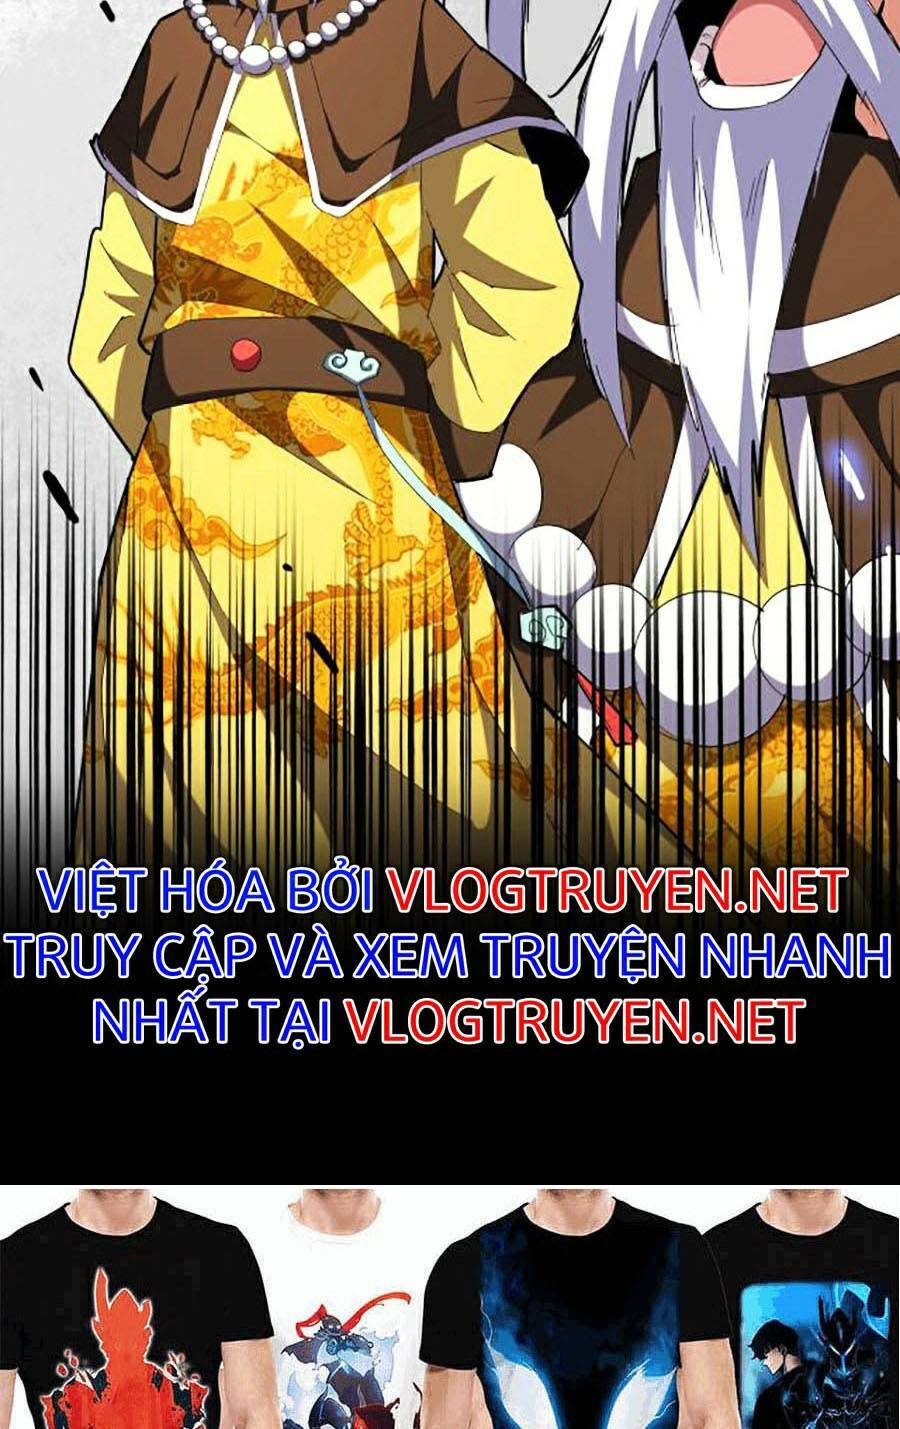 VIỆT HÓA BỞI VLOGTRUYEN.NET
TRUY CẬP VÀ XEM TRUYỆN NHANH
NHẤT TẠI VLOGTRUYEN.NET